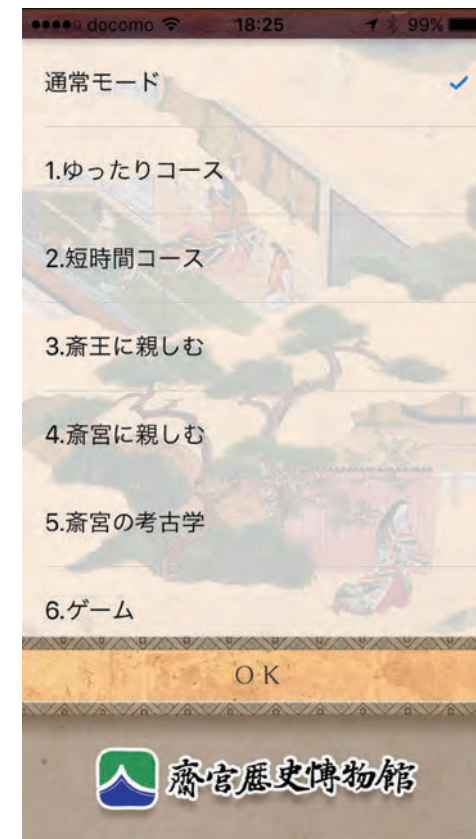 docomo 18:25 99%
通常モード
1.ゆったりコース
2.短時間コース
3.斎王に親しむ
4.斎宮に親しむ
5.斎宮の考古学
6.ゲーム
OK
齋宮歴史博物館